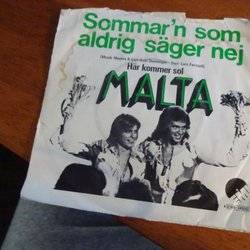 Sommar'n som
aldrig säger nej
Här kommer sol
MALTA